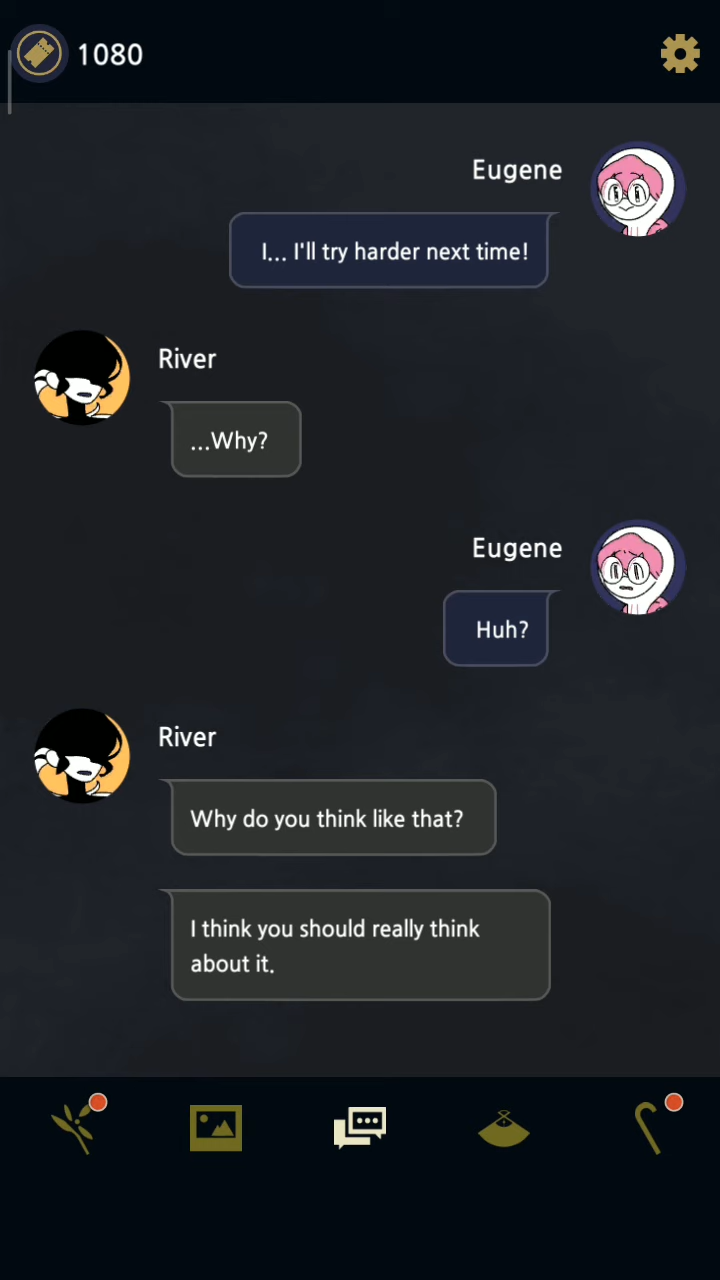 1080
Eugene
I... I'll try harder next time!
River
...Why?
Eugene
Huh?
River
Why do you think like that?
I think you should really think
about it.